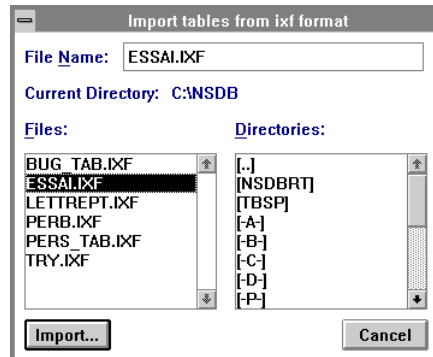 Import tables from ixf format
File Name: ESSAI.IXF
Current Directory: C:\NSDB
Files:
Directories:
BUG_TAB.IXF
ESSAI.IXF
LETTREPT.IXF
PERB.IXF
PERS_TAB.IXF
TRY.IXF
[..]
[NSDBRT]
[TBSP]
[-A-]
[-B-]
[-C-]
[-D-]
[-P-]
Import...
Cancel